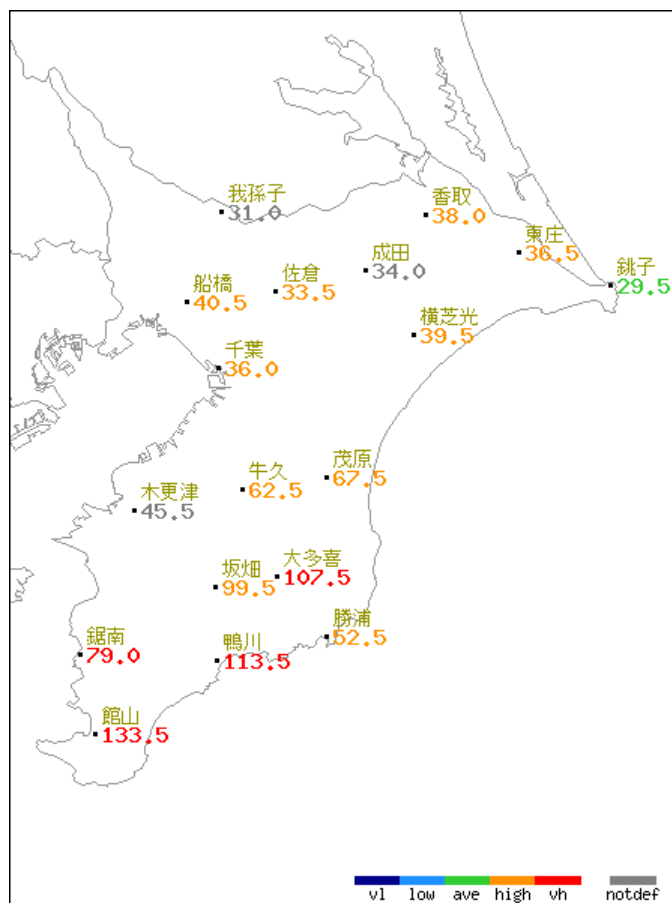 我孫子
31.0
香取
38.0
東庄
36.5
成田
34.0
銚子
29.5
船橋
40.5
佐倉
33.5
横芝光
39.5
千葉
36.0
牛久
62.5
茂原
67.5
木更津
45.5
坂畑
99.5
大多喜
107.5
勝浦
52.5
鋸南
79.0
鴨川
113.5
館山
133.5
vl low ave high vh notdef